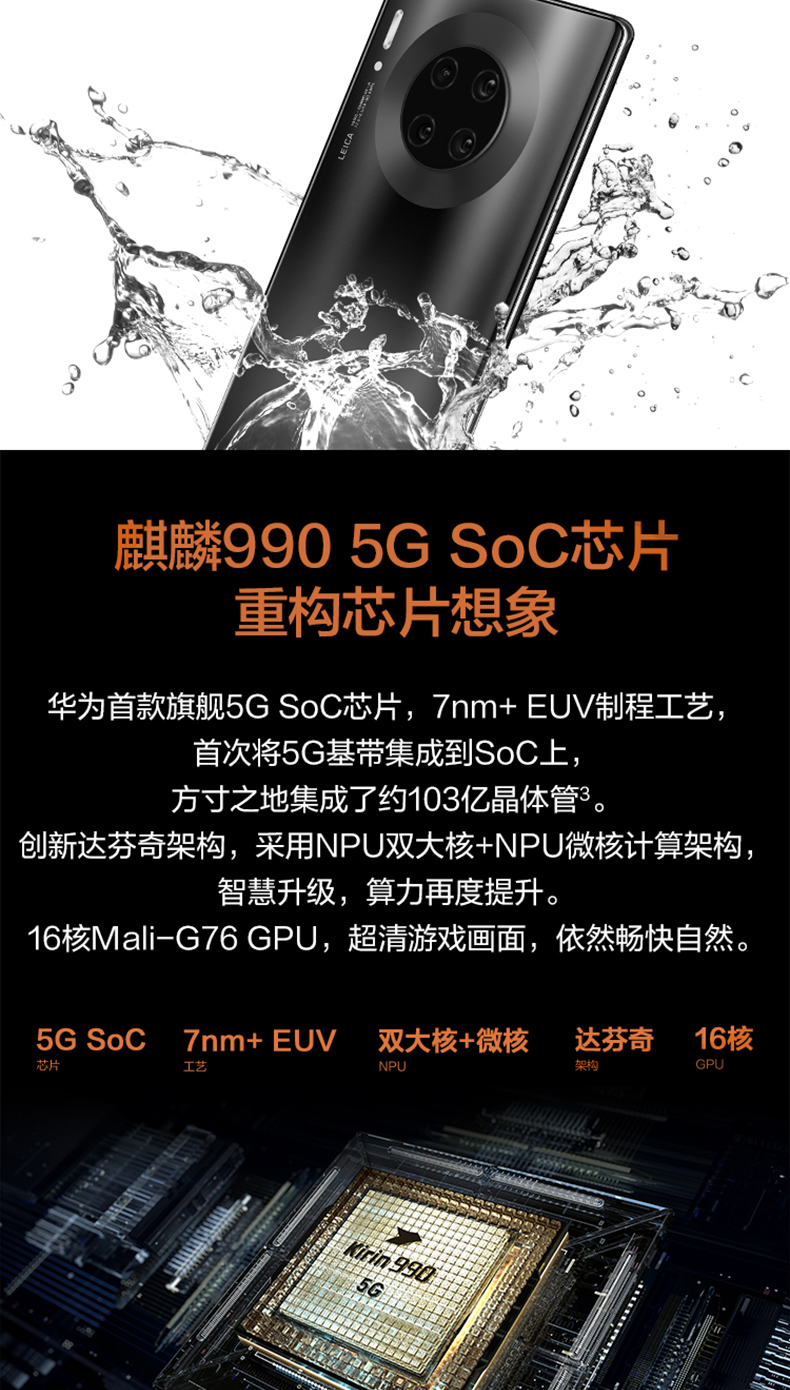 LEICA
麒麟990 5G SoC芯片
重构芯片想象
华为首款旗舰5G SoC芯片，7nm+ EUV制程工艺，
首次将5G基带集成到SoC上，
方寸之地集成了约103亿晶体管³。
创新达芬奇架构，采用NPU双大核+NPU微核计算架构，
智慧升级，算力再度提升。
16核Mali-G76 GPU，超清游戏画面，依然畅快自然。
5G SoC 7nm+ EUV 双大核+微核 达芬奇 16核
芯片 工艺 NPU 架构 GPU
Kirin 990
5G